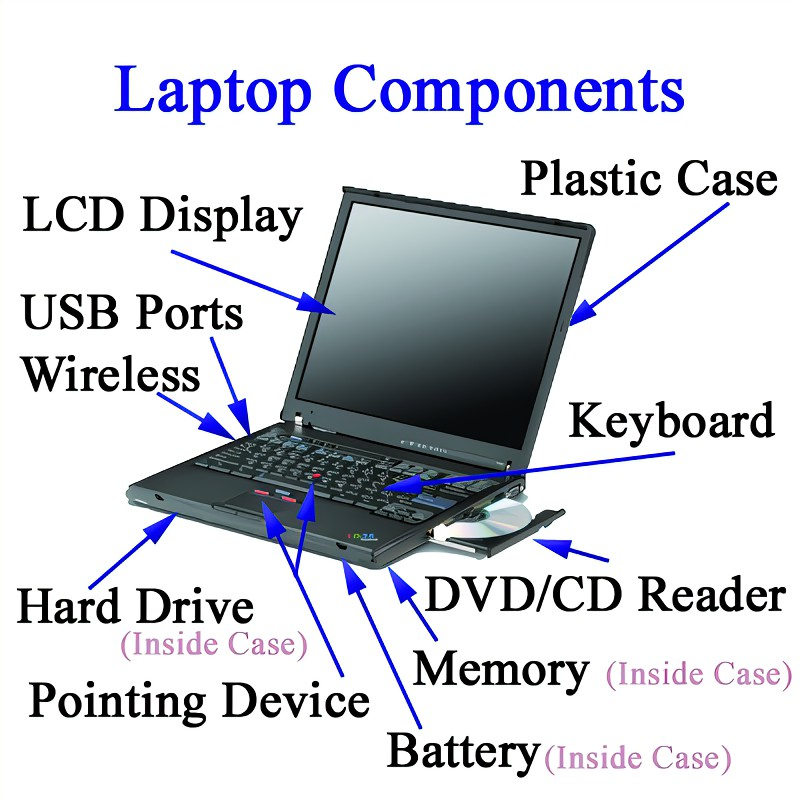 Laptop Components
Plastic Case
LCD Display
USB Ports
Wireless
Keyboard
DVD/CD Reader
Hard Drive
(Inside Case)
Memory (Inside Case)
Pointing Device
Battery (Inside Case)